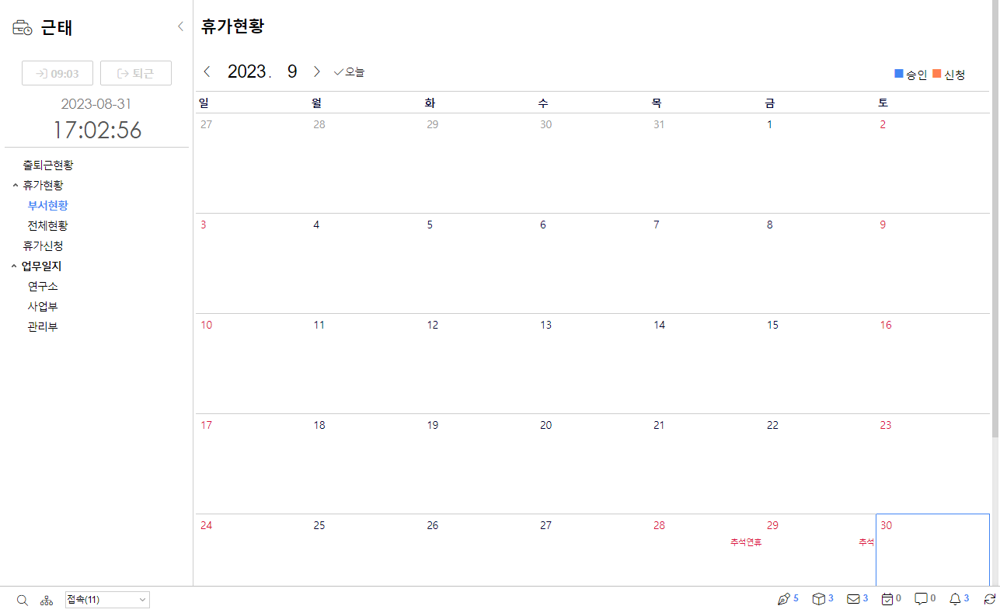 근태
09:03 퇴근
2023-08-31
17:02:56
출퇴근현황
휴가현황
부서현황
전체현황
휴가신청
업무일지
연구소
사업부
관리부
휴가현황
2023. 9 오늘
승인 신청
일 월 화 수 목 금 토
27 28 29 30 31 1 2
3 4 5 6 7 8 9
10 11 12 13 14 15 16
17 18 19 20 21 22 23
24 25 26 27 28 29 30
추석연휴 추석
접속(11) 5 3 3 0 0 3